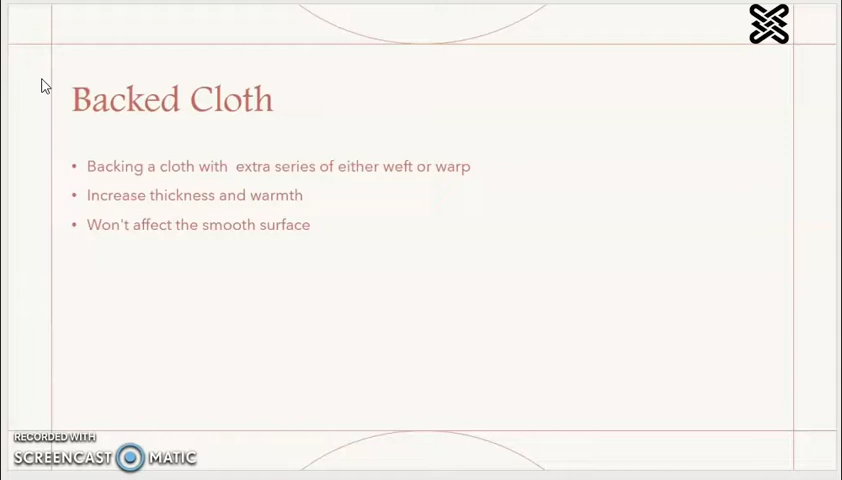 Backed Cloth
• Backing a cloth with  extra series of either weft or warp
• Increase thickness and warmth
• Won't affect the smooth surface
RECORDED WITH
SCREENCAST MATIC